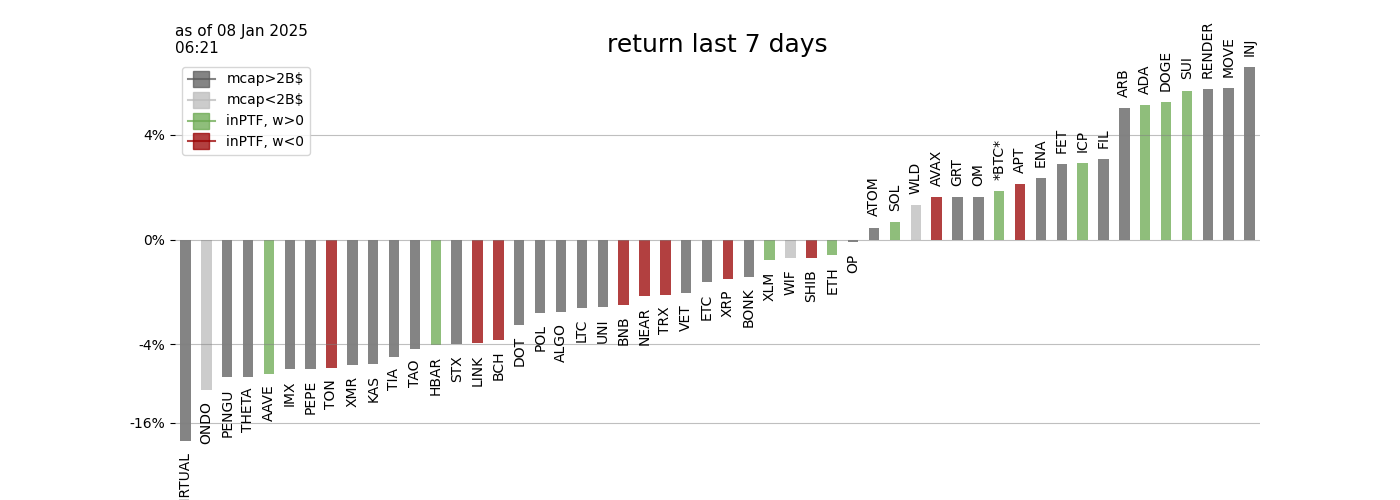 as of 08 Jan 2025
06:21
return last 7 days
mcap>2B$
mcap<2B$
inPTF, w>0
inPTF, w<0
4%
0%
-4%
-16%
RTUAL
ONDO
PENGU
THETA
AAVE
IMX
PEPE
TON
XMR
KAS
TIA
TAO
HBAR
STX
LINK
BCH
DOT
POL
ALGO
LTC
UNI
BNB
NEAR
TRX
VET
ETC
XRP
BONK
XLM
WIF
SHIB
ETH
OP
ATOM
SOL
WLD
AVAX
GRT
OM
*BTC*
APT
ENA
FET
ICP
FIL
ARB
ADA
DOGE
SUI
RENDER
MOVE
INJ